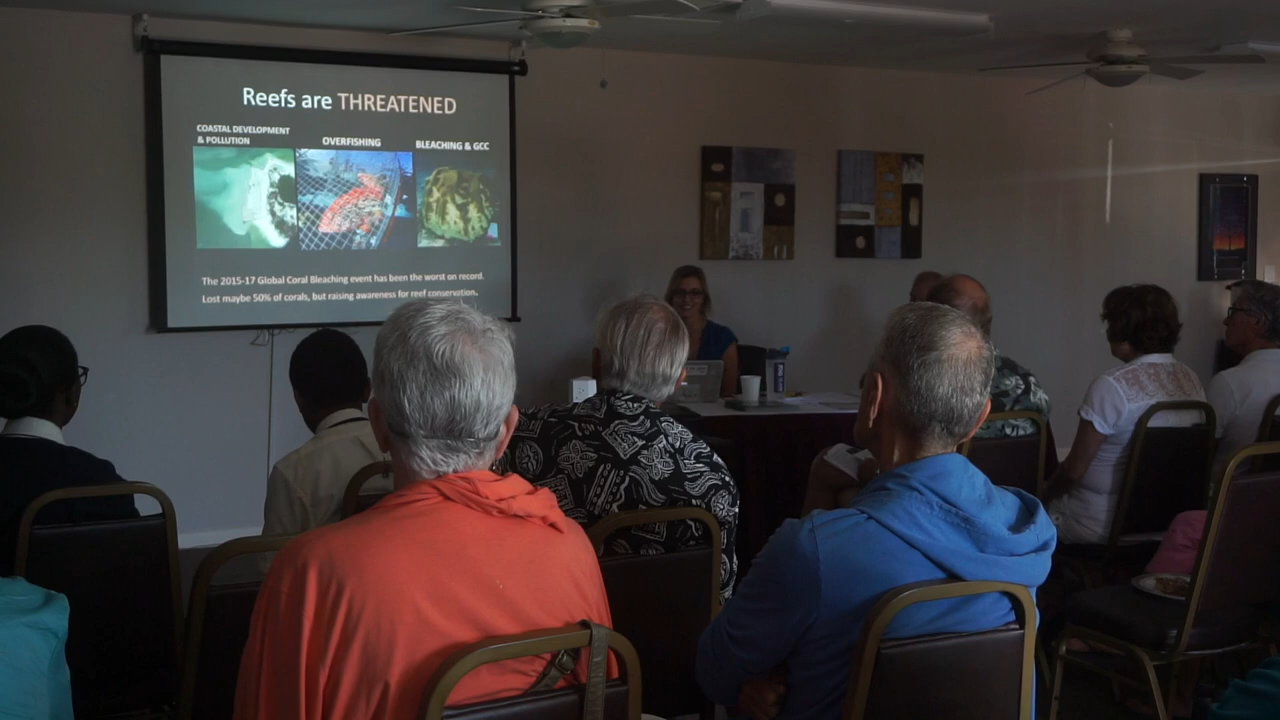 Reefs are THREATENED
COASTAL DEVELOPMENT
& POLLUTION
OVERFISHING
BLEACHING & GCC
The 2015-17 Global Coral Bleaching event has been the worst on record.
Lost maybe 50% of corals, but raising awareness for reef conservation.